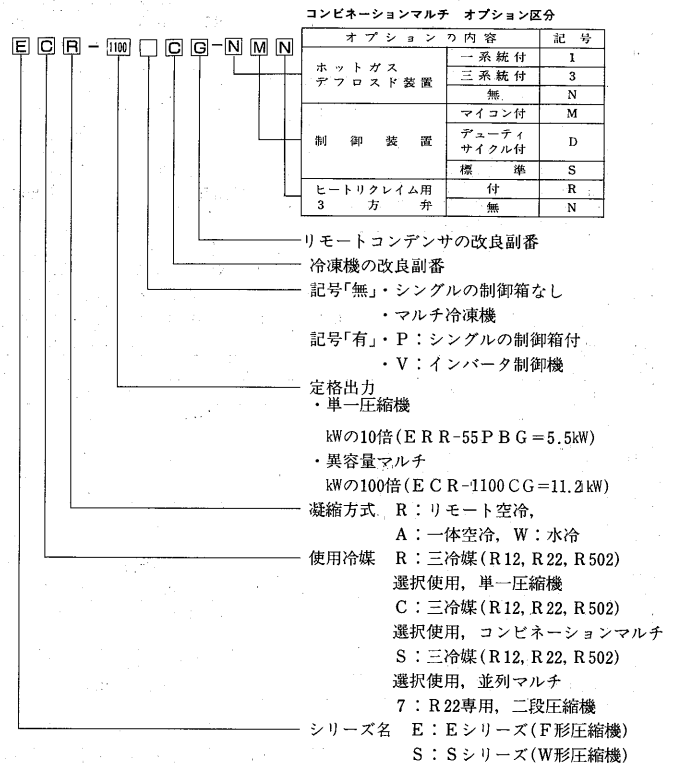 コンビネーションマルチ オプション区分
E C R - 1100 □ C G - N M N
オプションの内容 記号
ホットガス
デフロスド装置
一系統付 1
三系統付 3
無 N
制御装置
マイコン付 M
デューティ
サイクル付 D
標準 S
ヒートリクレイム用
3方弁
付 R
無 N
リモートコンデンサの改良副番
冷凍機の改良副番
記号「無」・シングルの制御箱なし
・マルチ冷凍機
記号「有」・P：シングルの制御箱付
・V：インバータ制御機
定格出力
・単一圧縮機
kWの10倍(ERR-55PBG=5.5kW)
・異容量マルチ
kWの100倍(ECR-1100CG=11.2kW)
凝縮方式 R：リモート空冷,
A：一体空冷, W：水冷
使用冷媒 R：三冷媒(R12, R22, R502)
選択使用, 単一圧縮機
C：三冷媒(R12, R22, R502)
選択使用, コンビネーションマルチ
S：三冷媒(R12, R22, R502)
選択使用, 並列マルチ
7：R22専用, 二段圧縮機
シリーズ名 E：Eシリーズ(F形圧縮機)
S：Sシリーズ(W形圧縮機)